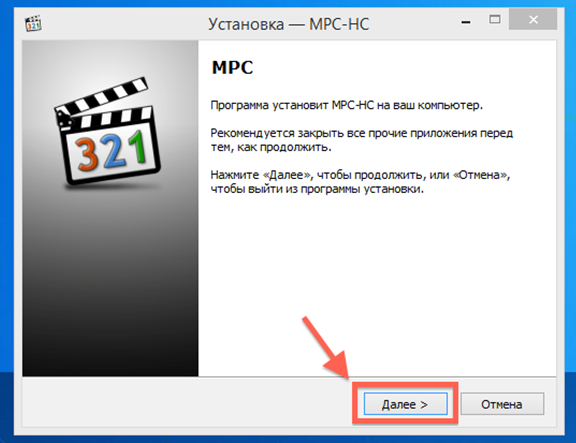 Установка — MPC-HC
MPC
Программа установит MPC-HC на ваш компьютер.
Рекомендуется закрыть все прочие приложения перед
тем, как продолжить.
Нажмите «Далее», чтобы продолжить, или «Отмена»,
чтобы выйти из программы установки.
321
Далее >
Отмена